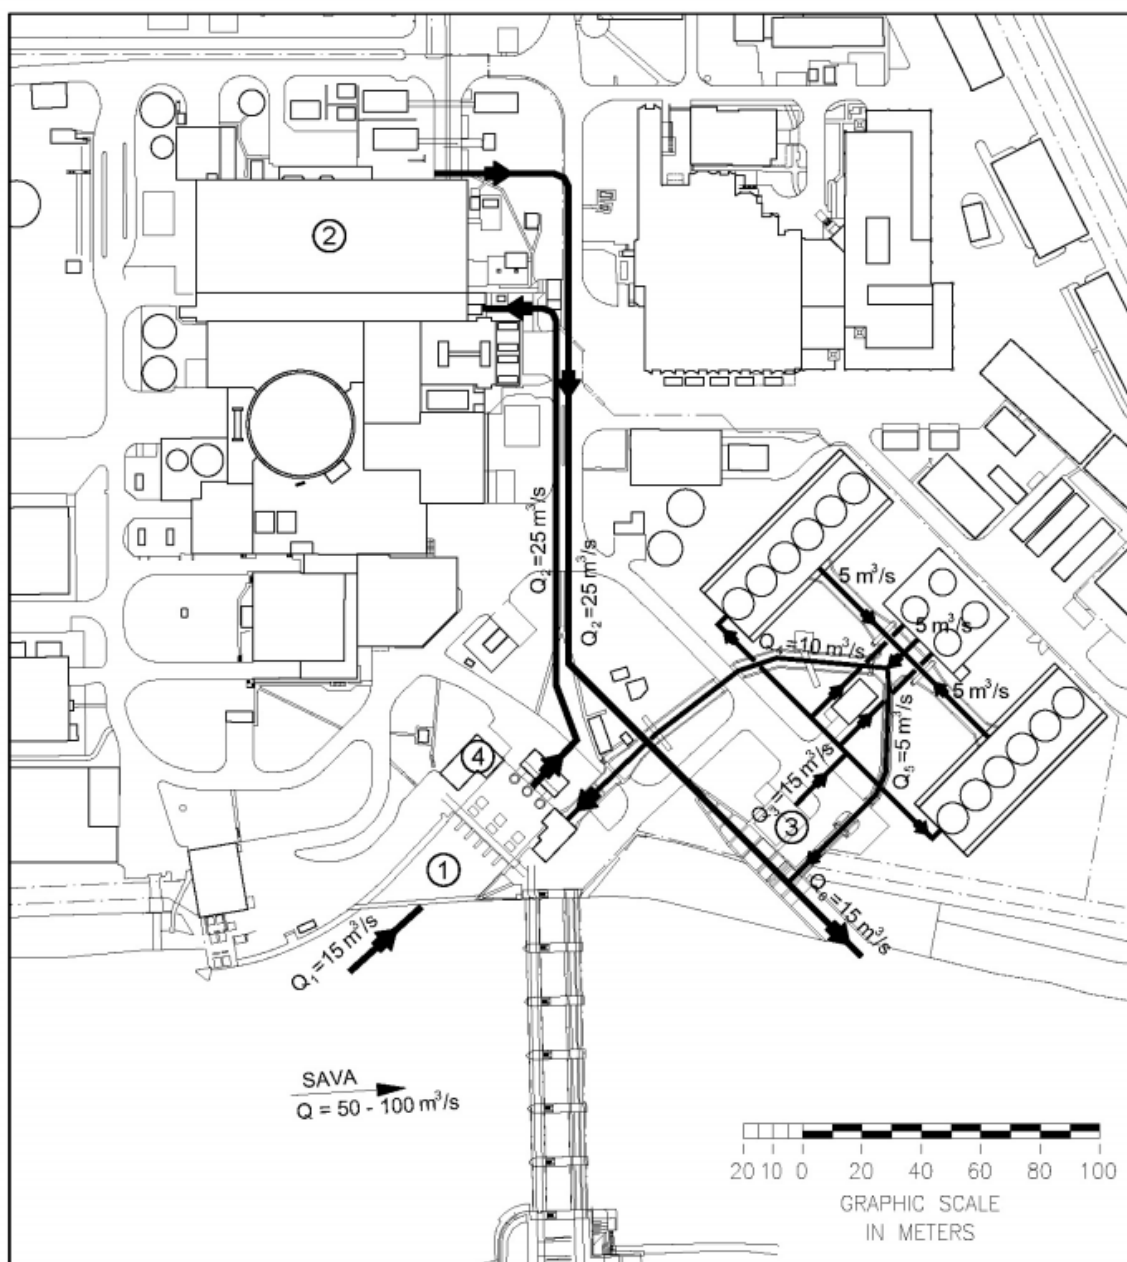 ②
Q₂=25 m³/s
Q₂=25 m³/s
5 m³/s
5 m³/s
5 m³/s
Q₄=10 m³/s
Q₅=5 m³/s
Q₃=15 m³/s
④
③
①
Q₁=15 m³/s
Q₆=15 m³/s
SAVA
Q = 50 - 100 m³/s
20 10 0 20 40 60 80 100
GRAPHIC SCALE
IN METERS